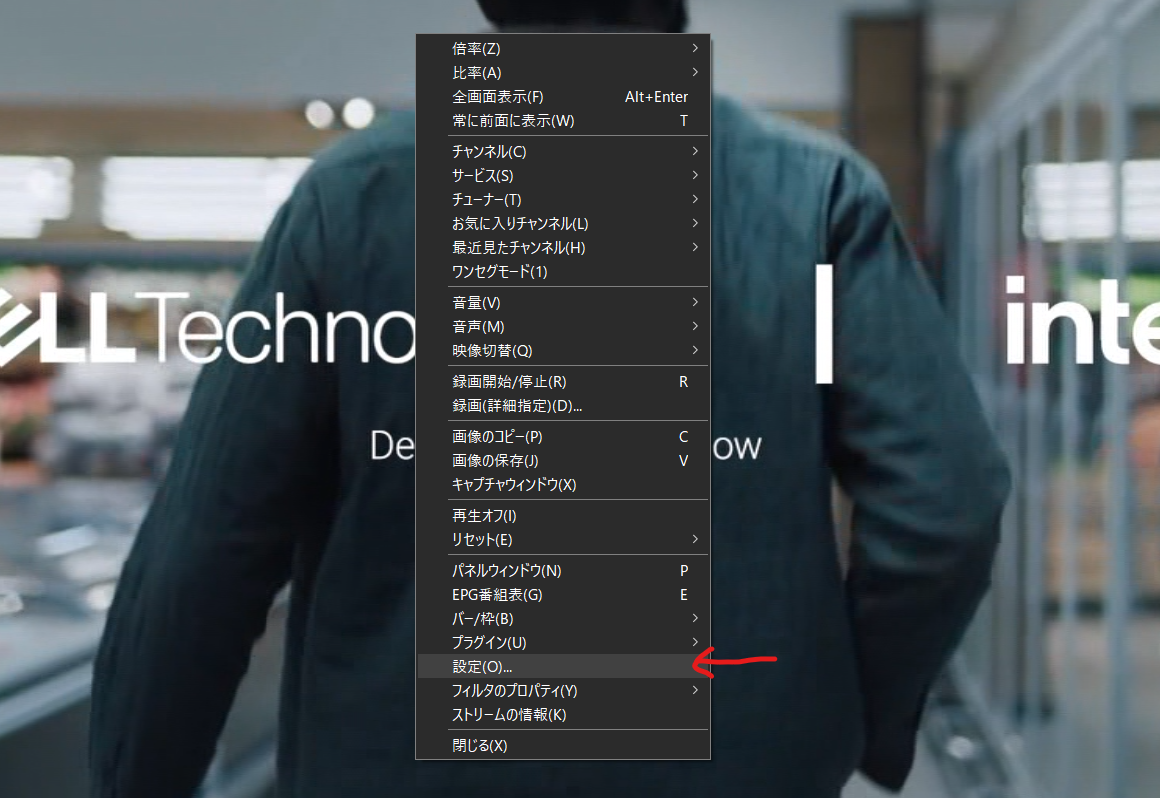 倍率(Z)
比率(A)
全画面表示(F) Alt+Enter
常に前面に表示(W) T
チャンネル(C)
サービス(S)
チューナー(T)
お気に入りチャンネル(L)
最近見たチャンネル(H)
ワンセグモード(1)
音量(V)
音声(M)
映像切替(Q)
録画開始/停止(R) R
録画(詳細指定)(D)...
画像のコピー(P) C
画像の保存(J) V
キャプチャウィンドウ(X)
再生オフ(I)
リセット(E)
パネルウィンドウ(N) P
EPG番組表(G) E
バー/枠(B)
プラグイン(U)
設定(O)...
フィルタのプロパティ(Y)
ストリームの情報(K)
閉じる(X)
ELL Techno
inte
De
ow